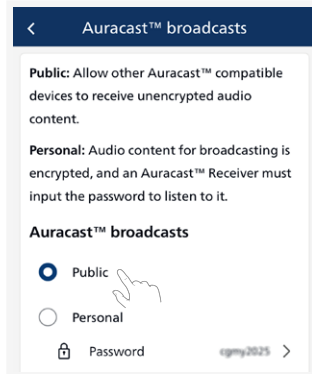 Auracast™ broadcasts
Public: Allow other Auracast™ compatible
devices to receive unencrypted audio
content.
Personal: Audio content for broadcasting is
encrypted, and an Auracast™ Receiver must
input the password to listen to it.
Auracast™ broadcasts
Public
Personal
Password